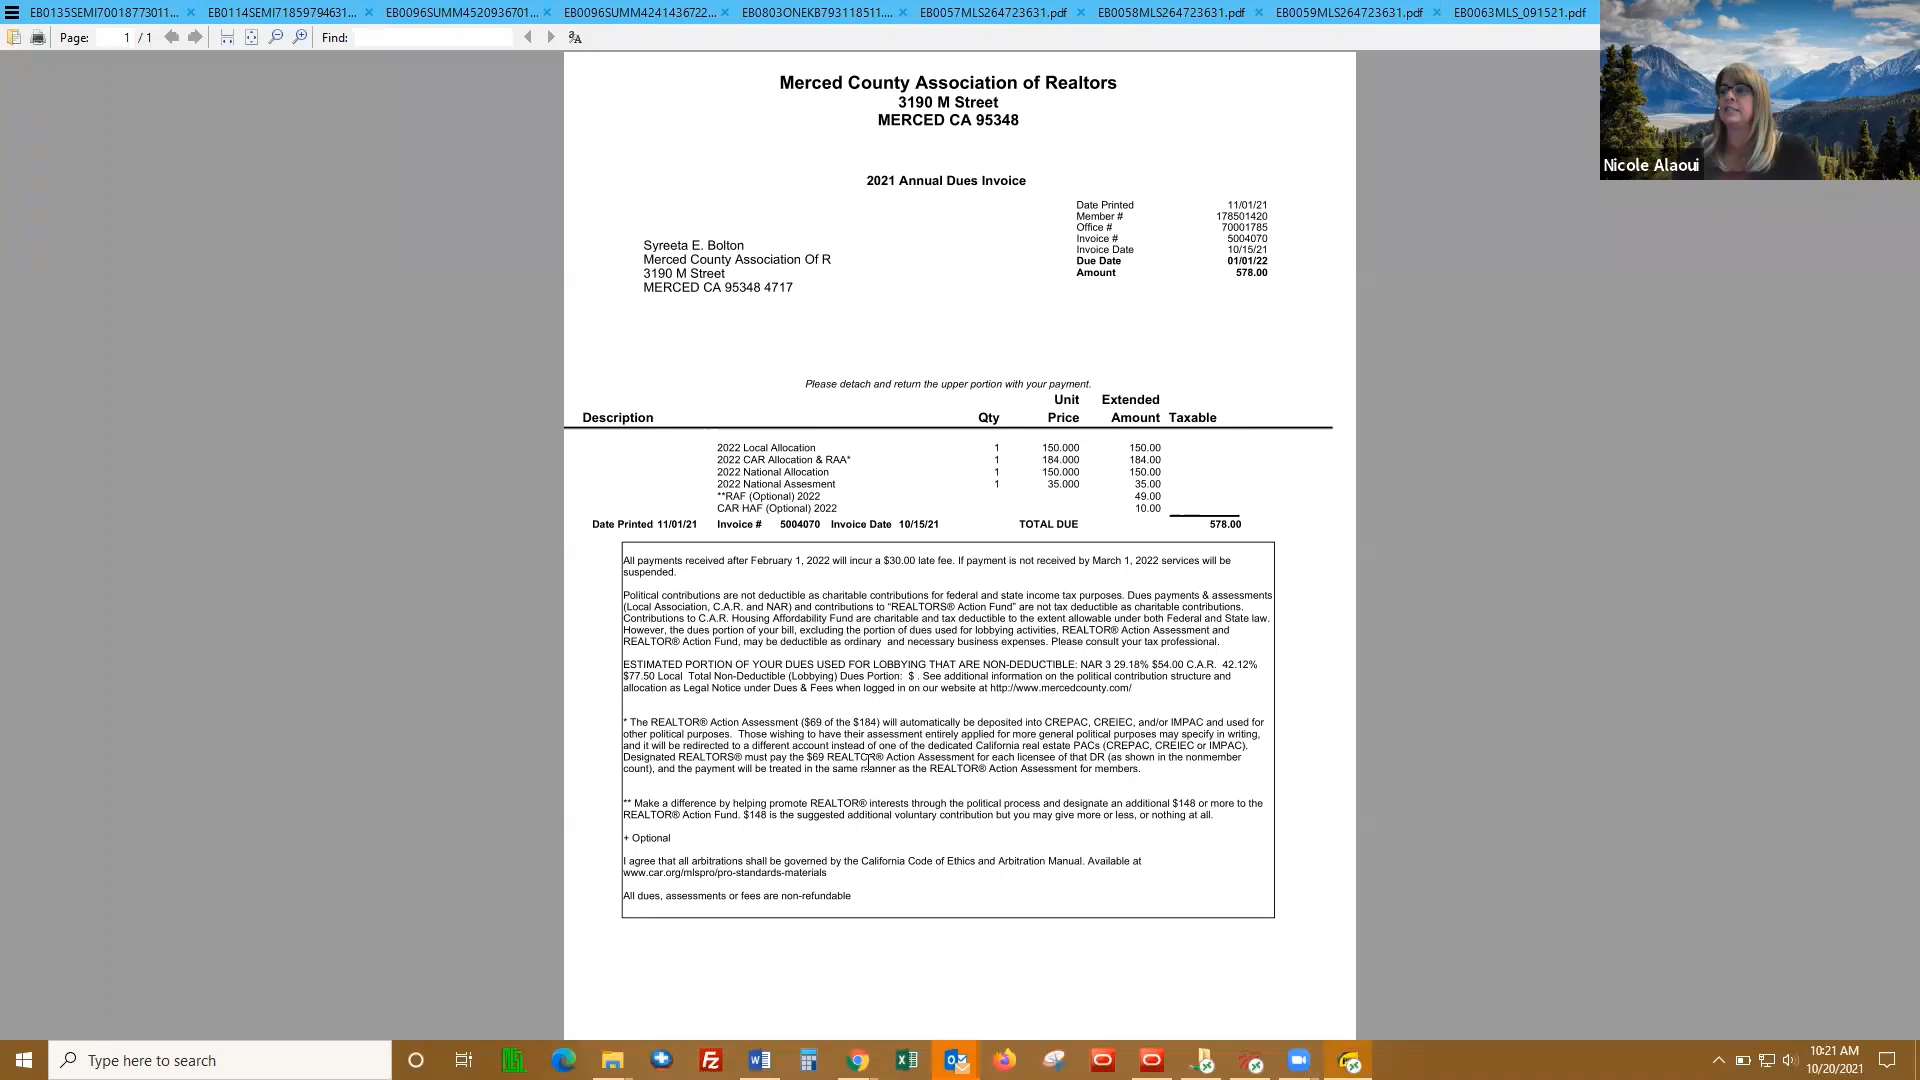 EB0135SEMI70018773011...
EB0114SEMI71859794631...
EB0096SUMM4520936701...
EB0096SUMM4241436722...
EB0803ONEKB793118511....
EB0057MLS264723631.pdf
EB0058MLS264723631.pdf
EB0059MLS264723631.pdf
EB0063MLS_091521.pdf
Page: 1 / 1 Find:
Nicole Alaoui
Merced County Association of Realtors
3190 M Street
MERCED CA 95348
2021 Annual Dues Invoice
Date Printed 11/01/21
Member # 178501420
Office # 70001785
Invoice # 5004070
Invoice Date 10/15/21
Due Date 01/01/22
Amount 578.00
Syreeta E. Bolton
Merced County Association Of R
3190 M Street
MERCED CA 95348 4717
Please detach and return the upper portion with your payment.
Unit Extended
Description Qty Price Amount Taxable
2022 Local Allocation 1 150.000 150.00
2022 CAR Allocation & RAA* 1 184.000 184.00
2022 National Allocation 1 150.000 150.00
2022 National Assesment 1 35.000 35.00
**RAF (Optional) 2022 49.00
CAR HAF (Optional) 2022 10.00
Date Printed 11/01/21 Invoice # 5004070 Invoice Date 10/15/21 TOTAL DUE 578.00
All payments received after February 1, 2022 will incur a $30.00 late fee. If payment is not received by March 1, 2022 services will be
suspended.
Political contributions are not deductible as charitable contributions for federal and state income tax purposes. Dues payments & assessments
(Local Association, C.A.R. and NAR) and contributions to “REALTORS® Action Fund” are not tax deductible as charitable contributions.
Contributions to C.A.R. Housing Affordability Fund are charitable and tax deductible to the extent allowable under both Federal and State law.
However, the dues portion of your bill, excluding the portion of dues used for lobbying activities, REALTOR® Action Assessment and
REALTOR® Action Fund, may be deductible as ordinary and necessary business expenses. Please consult your tax professional.
ESTIMATED PORTION OF YOUR DUES USED FOR LOBBYING THAT ARE NON-DEDUCTIBLE: NAR 3 29.18% $54.00 C.A.R. 42.12%
$77.50 Local Total Non-Deductible (Lobbying) Dues Portion: $ . See additional information on the political contribution structure and
allocation as Legal Notice under Dues & Fees when logged in on our website at http://www.mercedcounty.com/
* The REALTOR® Action Assessment ($69 of the $184) will automatically be deposited into CREPAC, CREIEC, and/or IMPAC and used for
other political purposes. Those wishing to have their assessment entirely applied for more general political purposes may specify in writing,
and it will be redirected to a different account instead of one of the dedicated California real estate PACs (CREPAC, CREIEC or IMPAC).
Designated REALTORS® must pay the $69 REALTOR® Action Assessment for each licensee of that DR (as shown in the nonmember
count), and the payment will be treated in the same manner as the REALTOR® Action Assessment for members.
** Make a difference by helping promote REALTOR® interests through the political process and designate an additional $148 or more to the
REALTOR® Action Fund. $148 is the suggested additional voluntary contribution but you may give more or less, or nothing at all.
+ Optional
I agree that all arbitrations shall be governed by the California Code of Ethics and Arbitration Manual. Available at
www.car.org/mlspro/pro-standards-materials
All dues, assessments or fees are non-refundable
Type here to search
10:21 AM
10/20/2021